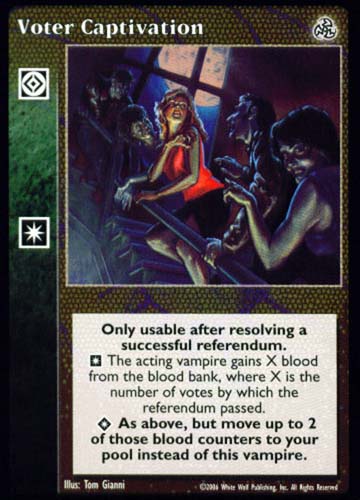 Voter Captivation
Only usable after resolving a
successful referendum.
The acting vampire gains X blood
from the blood bank, where X is the
number of votes by which the
referendum passed.
As above, but move up to 2
of those blood counters to your
pool instead of this vampire.
Illus: Tom Gianni
©2006 White Wolf Publishing, Inc. All Rights Reserved